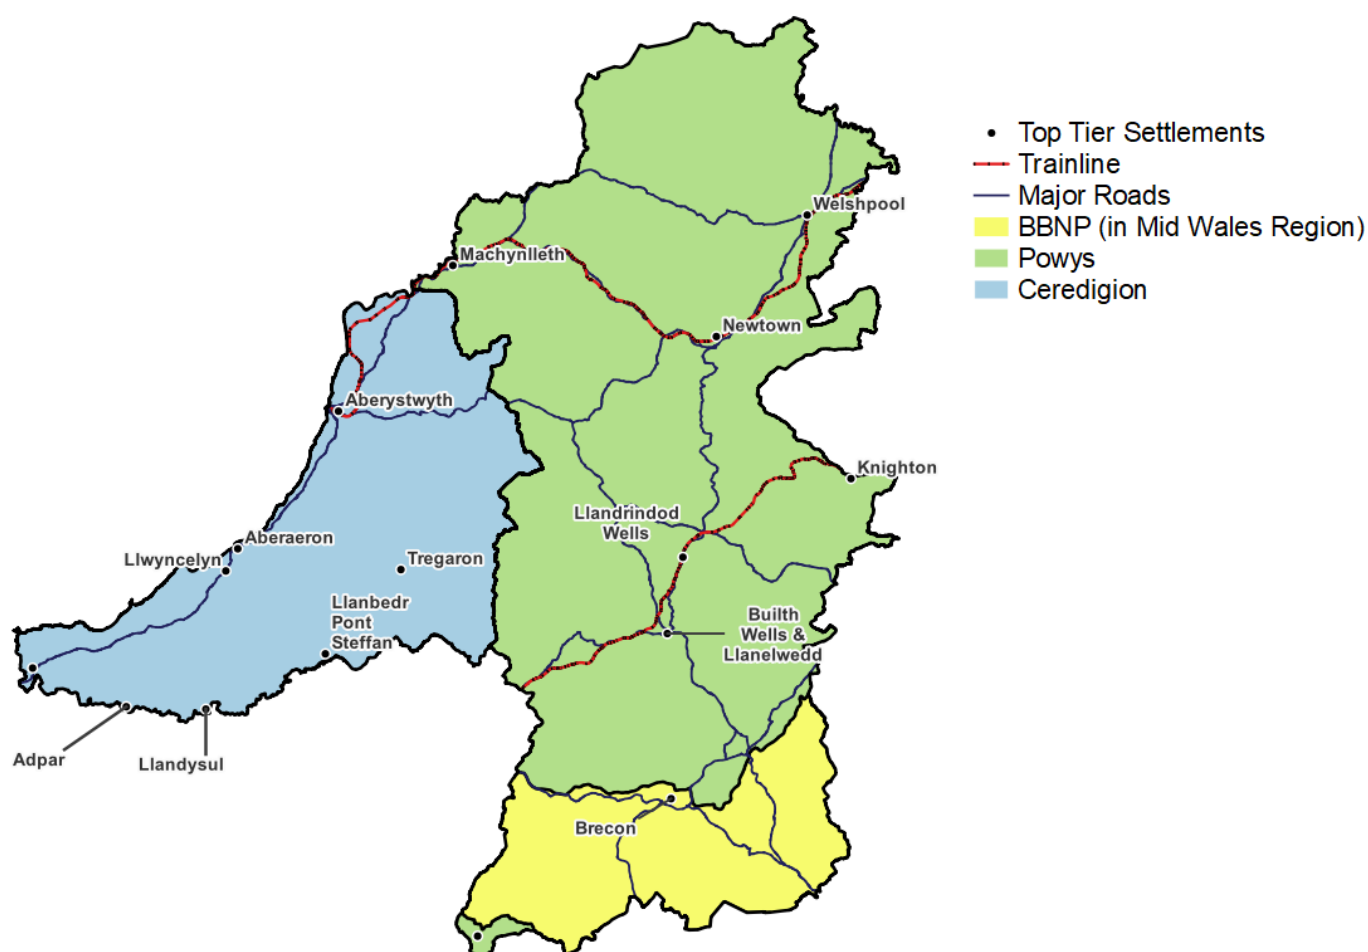 Top Tier Settlements
Trainline
Major Roads
BBNP (in Mid Wales Region)
Powys
Ceredigion
Welshpool
Machynlleth
Newtown
Aberystwyth
Knighton
Llandrindod
Wells
Aberaeron
Llwyncelyn
Tregaron
Llanbedr
Pont
Steffan
Builth
Wells &
Llanelwedd
Adpar
Llandysul
Brecon